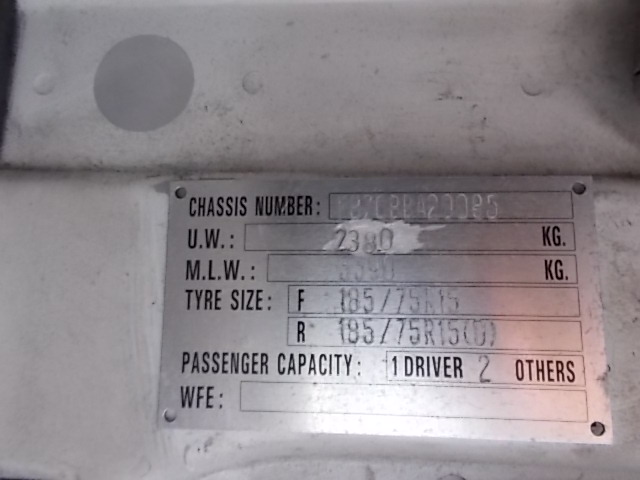 CHASSIS NUMBER:
U.W.: 2380 KG.
M.L.W.: KG.
TYRE SIZE: F 185/75R15
R 185/75R15(D)
PASSENGER CAPACITY: 1 DRIVER 2 OTHERS
WFE: